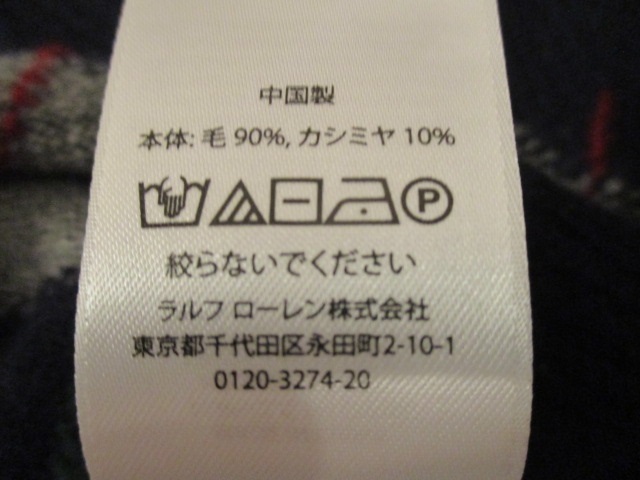 中国製
本体: 毛 90%, カシミヤ 10%
P
絞らないでください
ラルフ ローレン株式会社
東京都千代田区永田町2-10-1
0120-3274-20